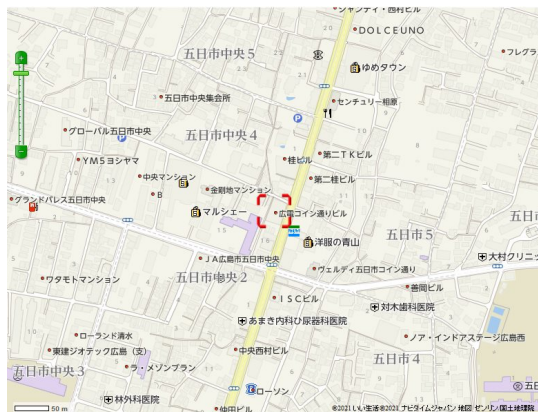 シャンティ・西村ビル
DOLCEUNO
五日市中央5
ゆめタウン
フレグラ
五日市中央集会所
センチュリー相原
グローバル五日市中央
五日市中央4
YMSヨシヤマ
桂ビル
第二TKビル
中央マンション
第二桂ビル
金剛地マンション
B
グランドパレス五日市中央
マルシェー
広電コイン通りビル
五日市
五日市5
洋服の青山
大村クリニッ
JA広島市五日市中央
ヴェルディ五日市コイン通り
ワタモトマンション
五日市中央2
善岡ビル
ISCビル
対木歯科医院
あまき内科ひ尿器科医院
ローランド清水
ノア・インドアステージ広島西
東建ジオテック広島(支)
中央西村ビル
五日市4
五日市中央3
ラ・メゾンブラン
ローソン
五日
林外科医院
仲田ビル
50 m
©2021 いい生活©2021 ナビタイムジャパン 地図 ゼンリン/国土地理院